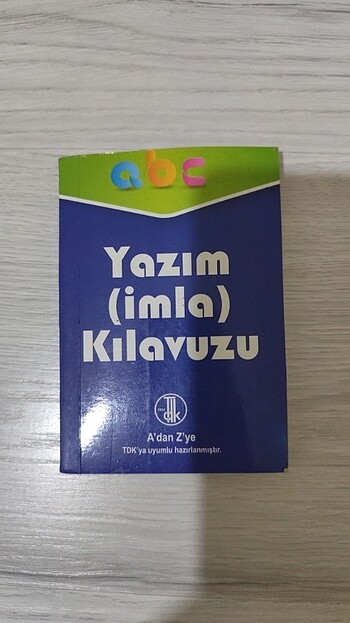 abc
Yazım
(imla)
Kılavuzu
A'dan Z'ye
TDK'ya uyumlu hazırlanmıştır.